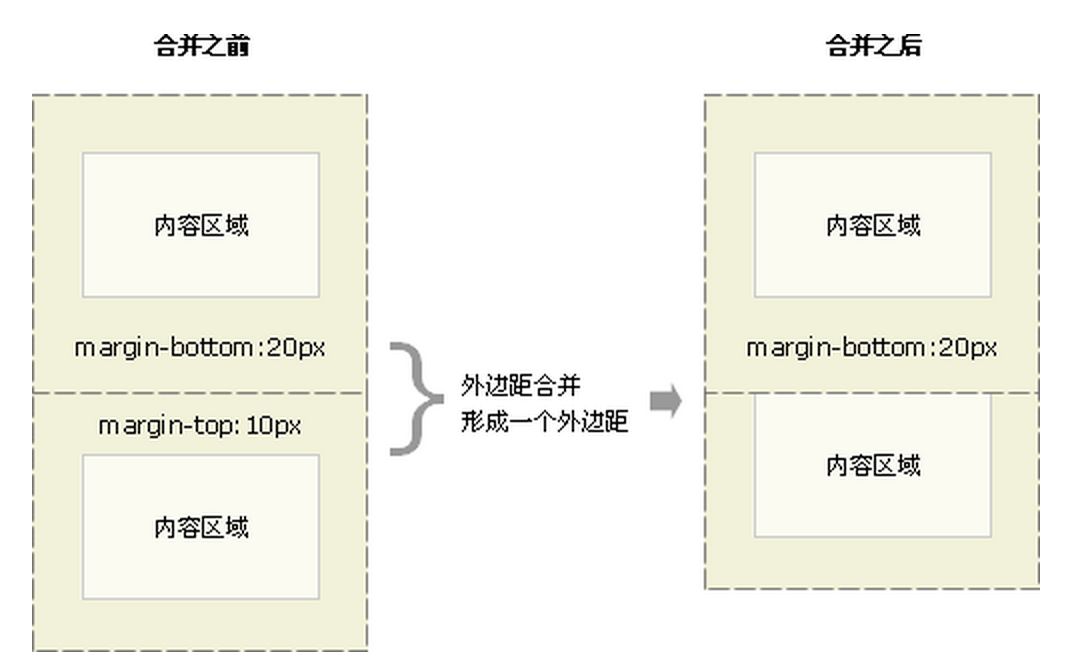 合并之前
合并之后
内容区域
内容区域
margin-bottom:20px
margin-bottom:20px
外边距合并
形成一个外边距
margin-top:10px
内容区域
内容区域